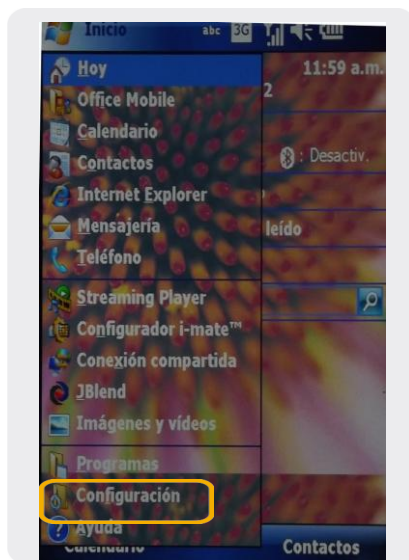 Inicio abc 3G
Hoy 11:59 a.m.
2
Office Mobile
Calendario
Contactos : Desactiv.
Internet Explorer
Mensajería leído
Teléfono
Streaming Player
Configurador i-mate™
Conexión compartida
JBlend
Imágenes y vídeos
Programas
Configuración
Ayuda
Calendario Contactos